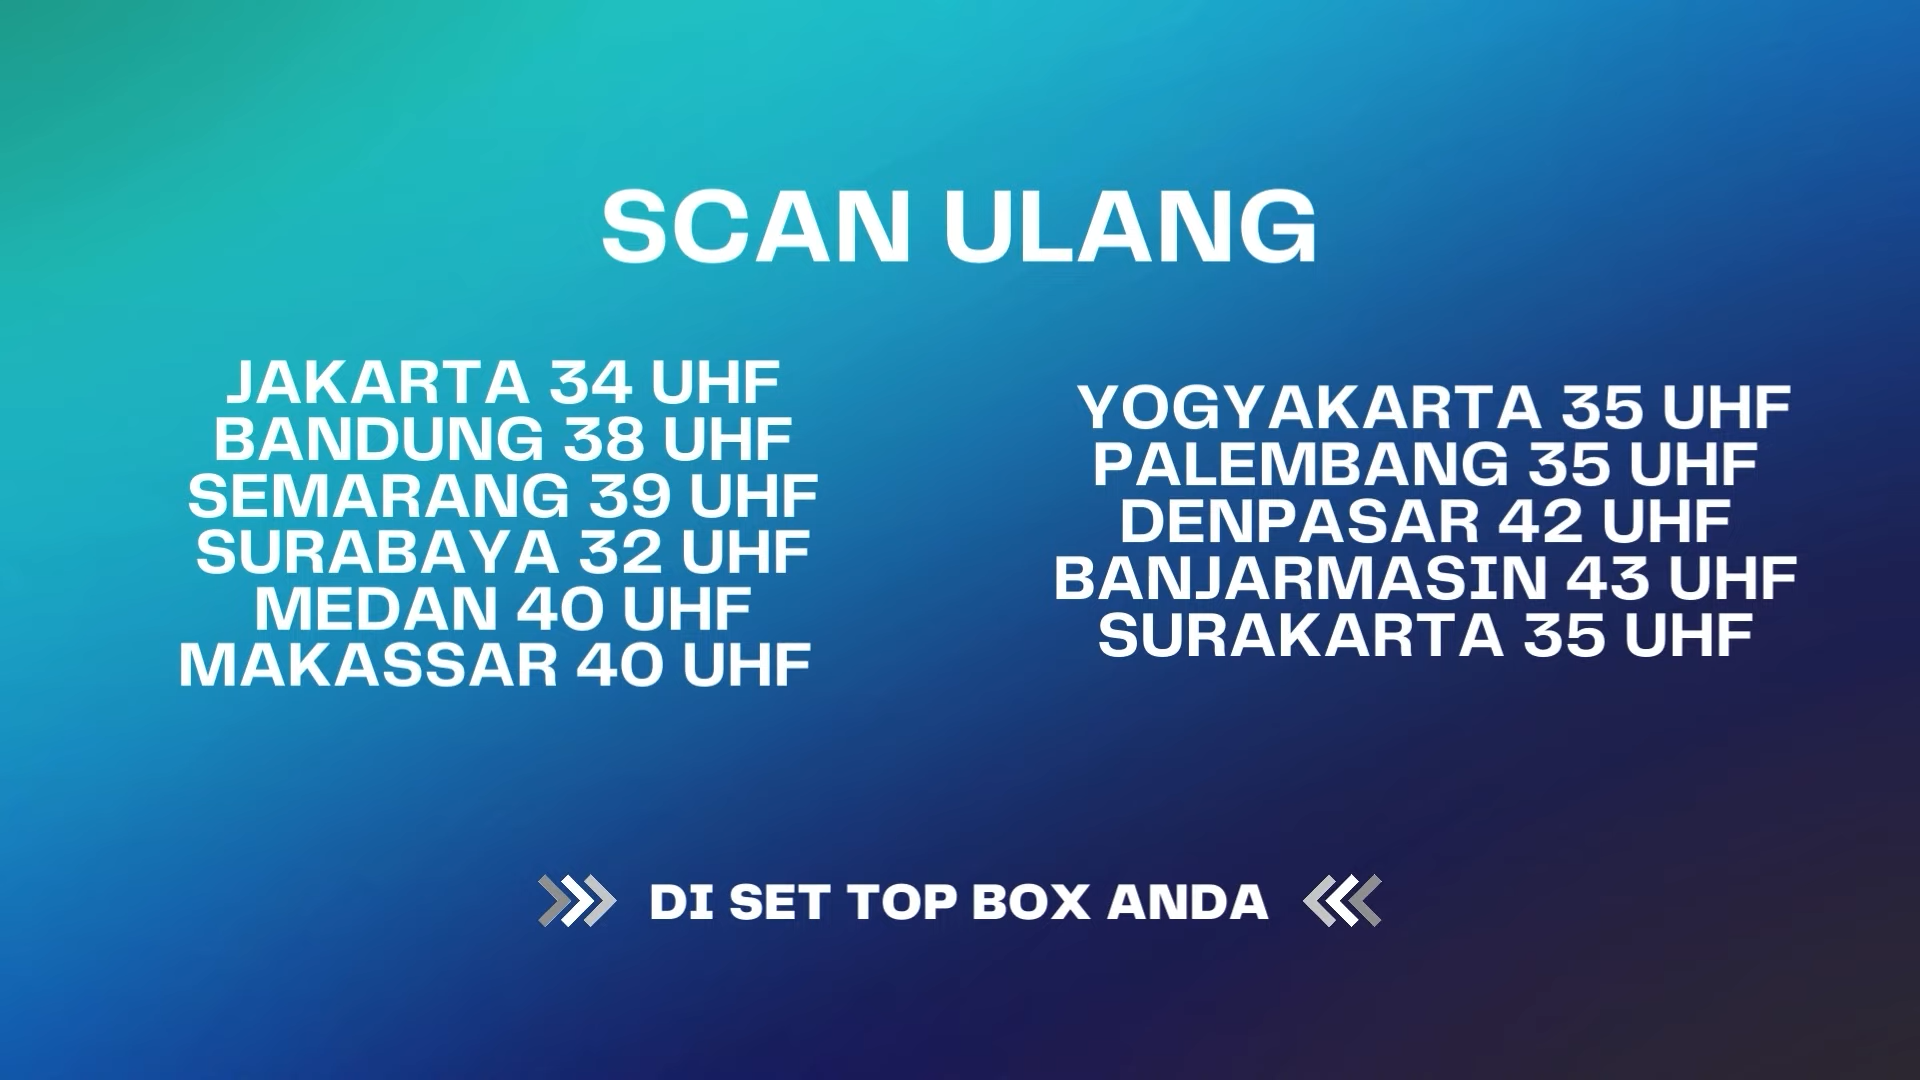 SCAN ULANG
JAKARTA 34 UHF
BANDUNG 38 UHF
SEMARANG 39 UHF
SURABAYA 32 UHF
MEDAN 40 UHF
MAKASSAR 40 UHF
YOGYAKARTA 35 UHF
PALEMBANG 35 UHF
DENPASAR 42 UHF
BANJARMASIN 43 UHF
SURAKARTA 35 UHF
DI SET TOP BOX ANDA